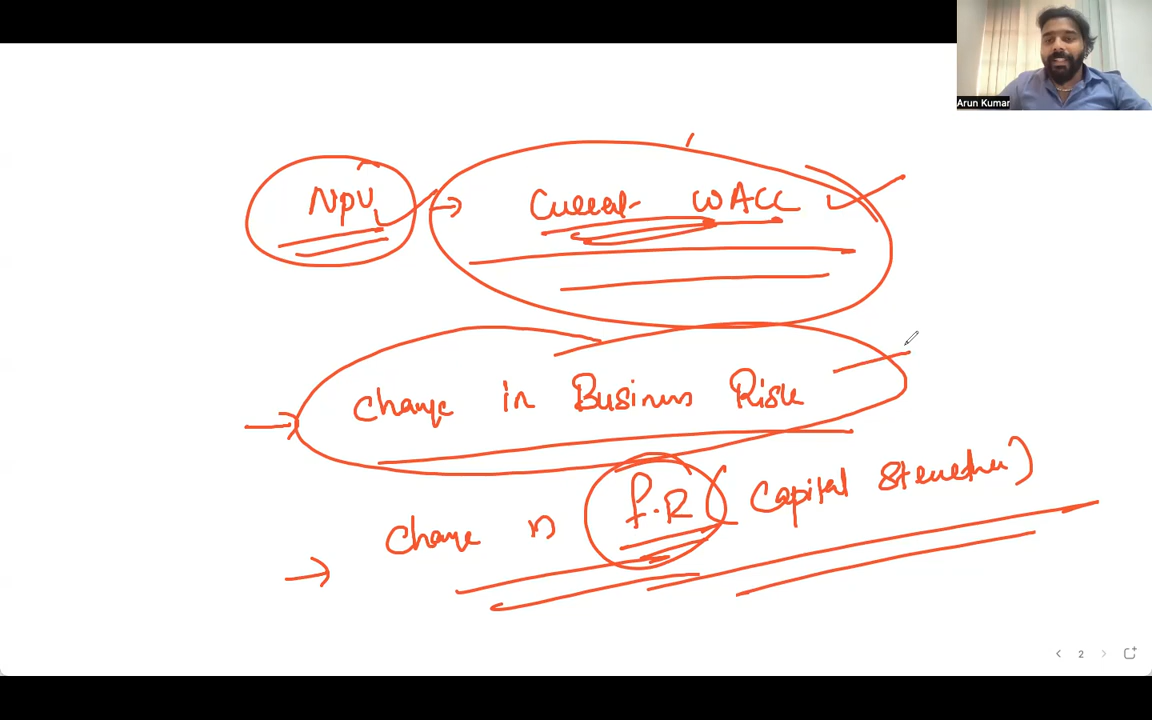 Arun Kumar
NPV → Current WACC
→ Change in Business Risk
→ Change in F.R (Capital Structure)
2